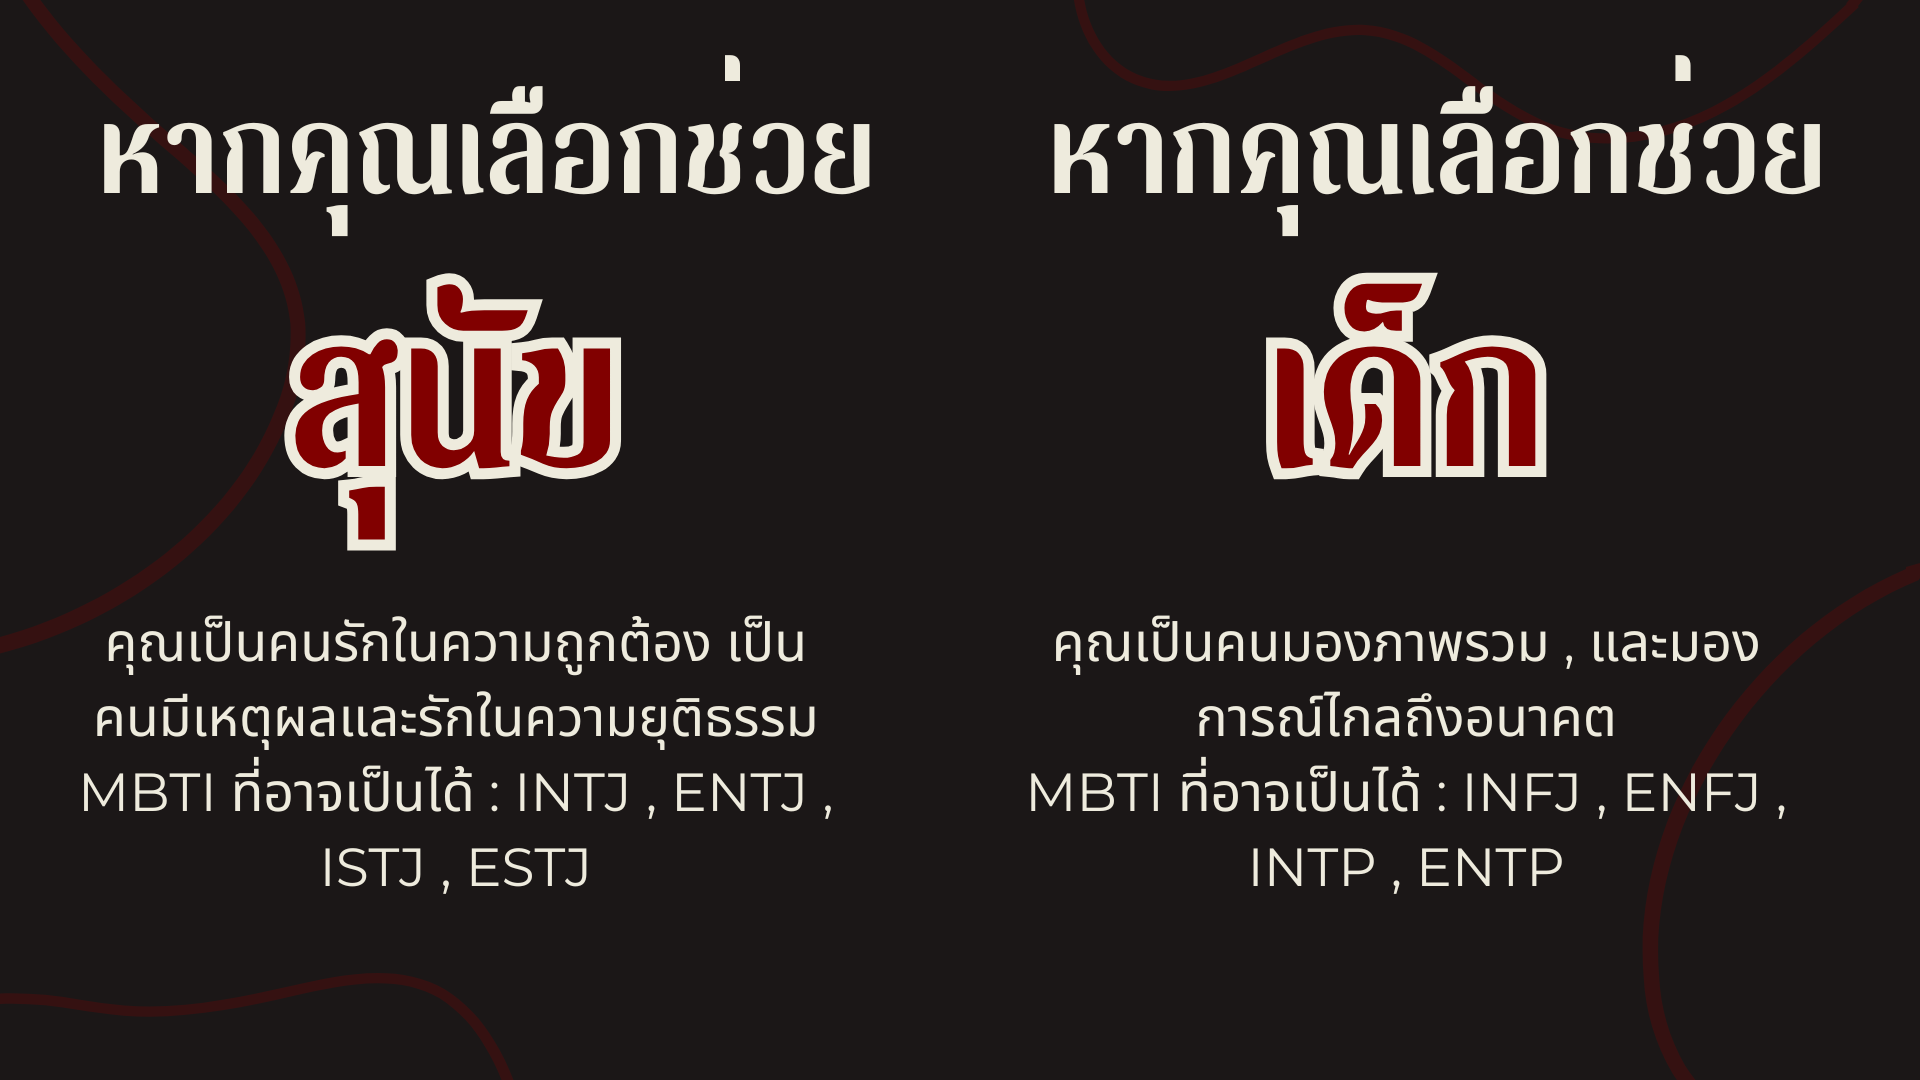 หากคุณเลือกช่วย
สุนัข
คุณเป็นคนรักในความถูกต้อง เป็น
คนมีเหตุผลและรักในความยุติธรรม
MBTI ที่อาจเป็นได้ : INTJ , ENTJ ,
ISTJ , ESTJ
หากคุณเลือกช่วย
เด็ก
คุณเป็นคนมองภาพรวม , และมอง
การณ์ไกลถึงอนาคต
MBTI ที่อาจเป็นได้ : INFJ , ENFJ ,
INTP , ENTP